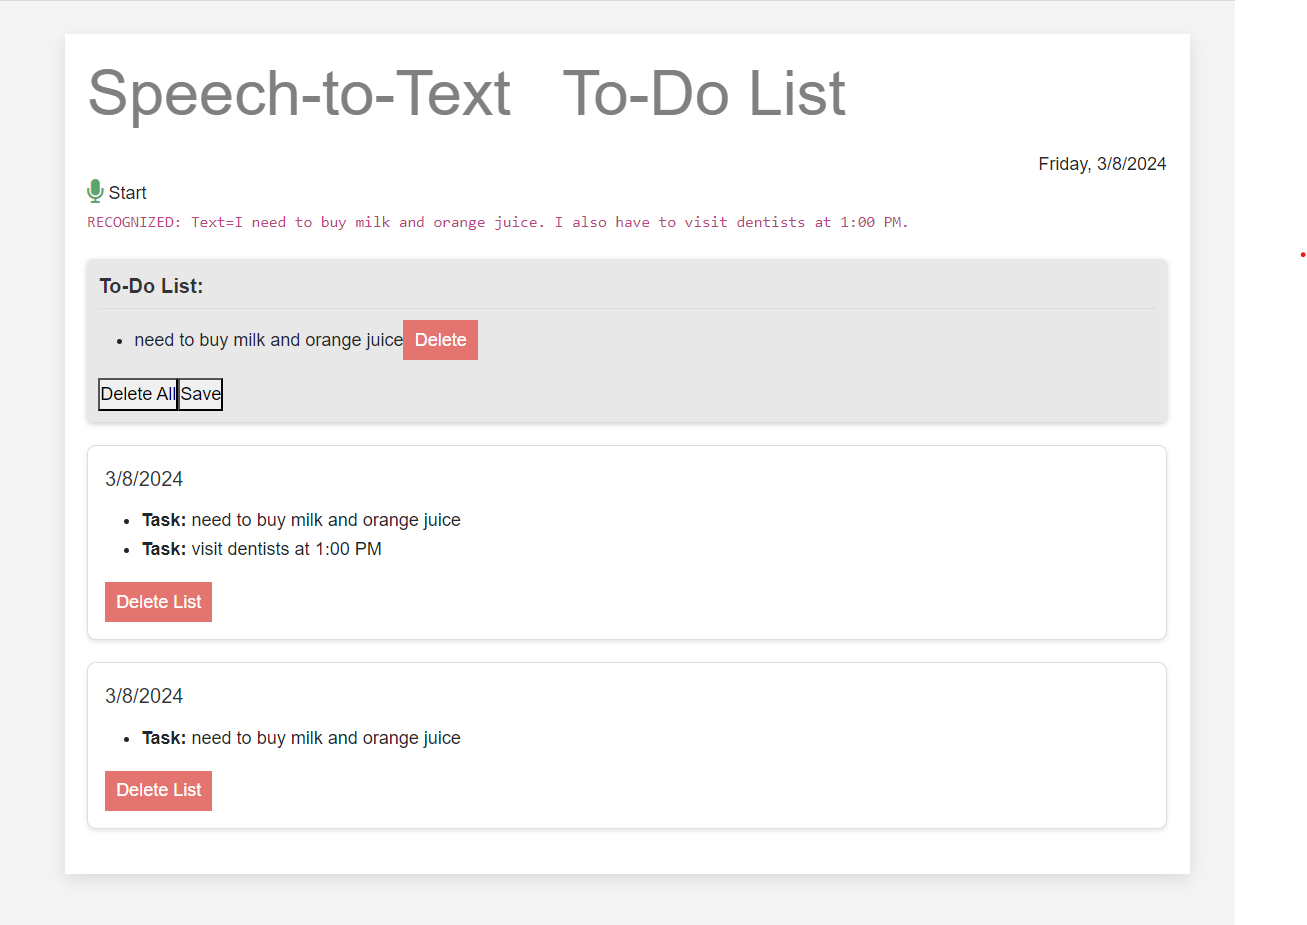 Speech-to-Text To-Do List
Friday, 3/8/2024
Start
RECOGNIZED: Text=I need to buy milk and orange juice. I also have to visit dentists at 1:00 PM.
To-Do List:
need to buy milk and orange juice Delete
Delete All Save
3/8/2024
Task: need to buy milk and orange juice
Task: visit dentists at 1:00 PM
Delete List
3/8/2024
Task: need to buy milk and orange juice
Delete List